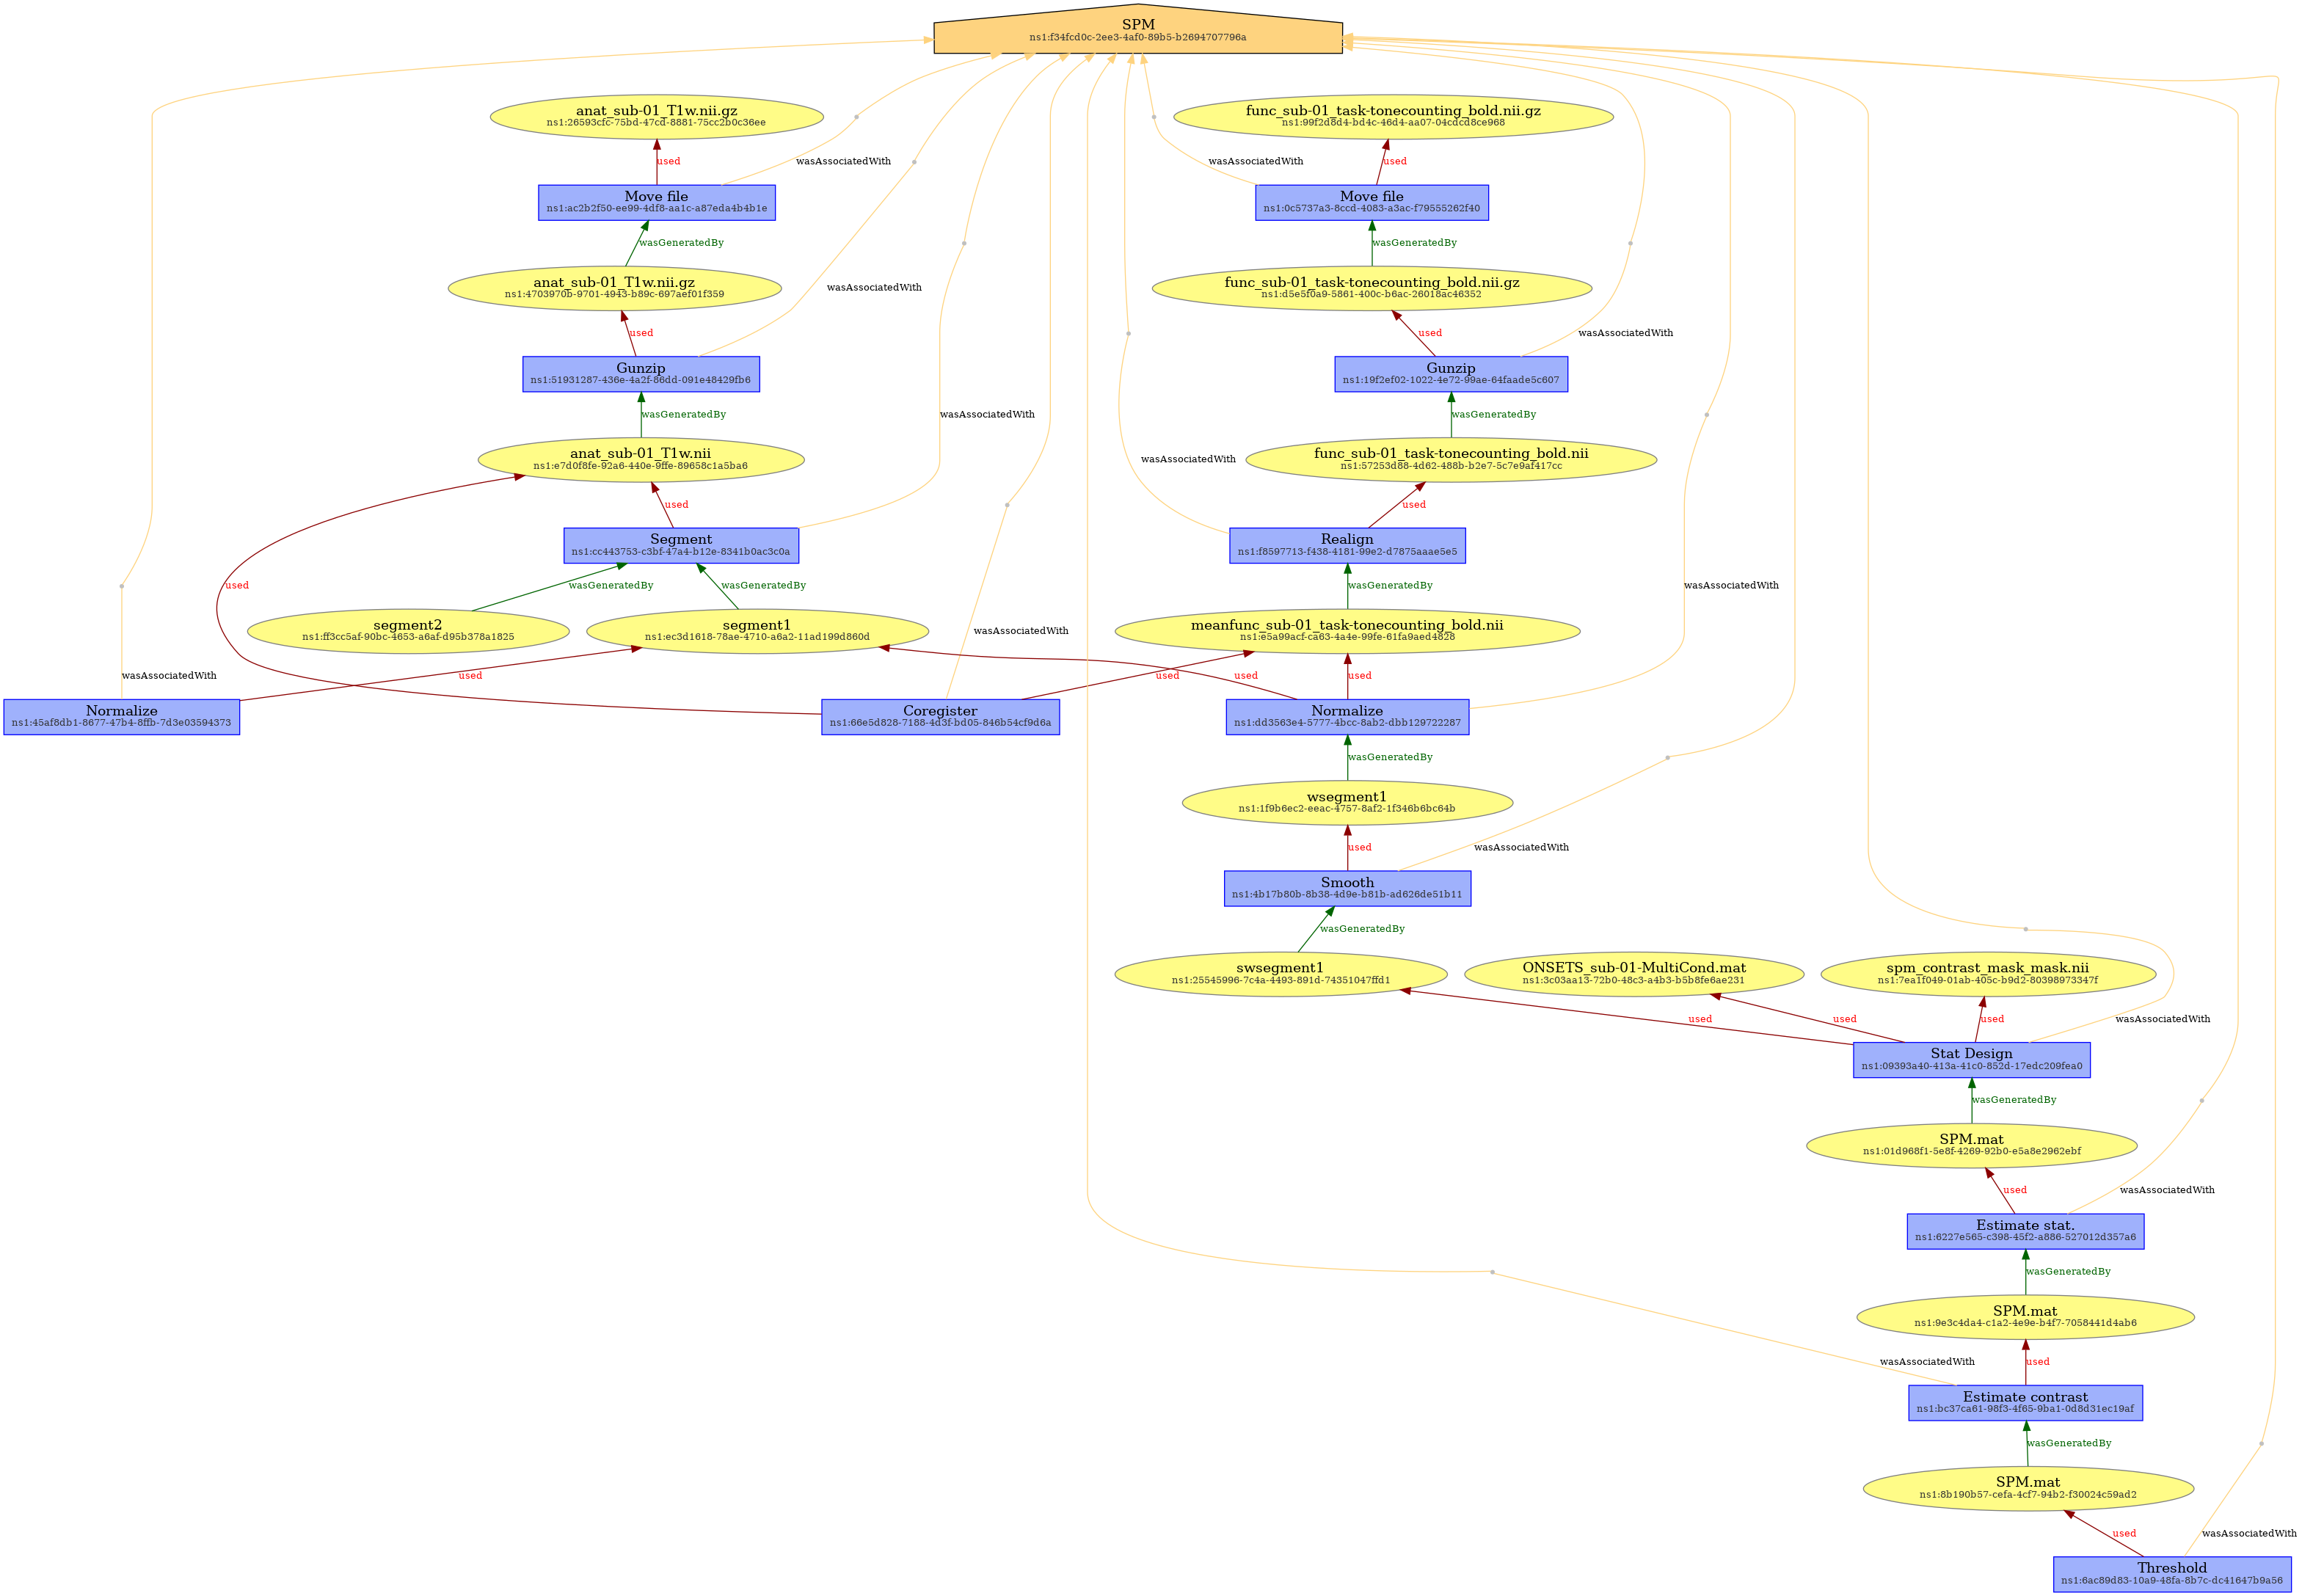 SPM
ns1:f34fcd0c-2ee3-4af0-89b5-b2694707796a
anat_sub-01_T1w.nii.gz
ns1:26593cfc-75bd-47cd-8881-75cc2b0c36ee
func_sub-01_task-tonecounting_bold.nii.gz
ns1:99f2d8d4-bd4c-46d4-aa07-04cdcd8ce968
used
wasAssociatedWith
wasAssociatedWith
used
Move file
ns1:ac2b2f50-ee99-4df8-aa1c-a87eda4b4b1e
Move file
ns1:0c5737a3-8ccd-4083-a3ac-f79555262f40
wasGeneratedBy
wasGeneratedBy
anat_sub-01_T1w.nii.gz
ns1:4703970b-9701-4943-b89c-697aef01f359
wasAssociatedWith
func_sub-01_task-tonecounting_bold.nii.gz
ns1:d5e5f0a9-5861-400c-b6ac-26018ac46352
used
used
wasAssociatedWith
Gunzip
ns1:51931287-436e-4a2f-86dd-091e48429fb6
Gunzip
ns1:19f2ef02-1022-4e72-99ae-64faade5c607
wasGeneratedBy
wasAssociatedWith
wasGeneratedBy
anat_sub-01_T1w.nii
ns1:e7d0f8fe-92a6-440e-9ffe-89658c1a5ba6
wasAssociatedWith
func_sub-01_task-tonecounting_bold.nii
ns1:57253d88-4d62-488b-b2e7-5c7e9af417cc
used
used
Segment
ns1:cc443753-c3bf-47a4-b12e-8341b0ac3c0a
Realign
ns1:f8597713-f438-4181-99e2-d7875aaae5e5
used
wasGeneratedBy
wasGeneratedBy
wasGeneratedBy
wasAssociatedWith
segment2
ns1:ff3cc5af-90bc-4653-a6af-d95b378a1825
segment1
ns1:ec3d1618-78ae-4710-a6a2-11ad199d860d
wasAssociatedWith
meanfunc_sub-01_task-tonecounting_bold.nii
ns1:e5a99acf-ca63-4a4e-99fe-61fa9aed4828
wasAssociatedWith
used
used
used
used
Normalize
ns1:45af8db1-8677-47b4-8ffb-7d3e03594373
Coregister
ns1:66e5d828-7188-4d3f-bd05-846b54cf9d6a
Normalize
ns1:dd3563e4-5777-4bcc-8ab2-dbb129722287
wasGeneratedBy
wsegment1
ns1:1f9b6ec2-eeac-4757-8af2-1f346b6bc64b
used
wasAssociatedWith
Smooth
ns1:4b17b80b-8b38-4d9e-b81b-ad626de51b11
wasGeneratedBy
swsegment1
ns1:25545996-7c4a-4493-891d-74351047ffd1
ONSETS_sub-01-MultiCond.mat
ns1:3c03aa13-72b0-48c3-a4b3-b5b8fe6ae231
spm_contrast_mask_mask.nii
ns1:7ea1f049-01ab-405c-b9d2-80398973347f
used
used
used
wasAssociatedWith
Stat Design
ns1:09393a40-413a-41c0-852d-17edc209fea0
wasGeneratedBy
SPM.mat
ns1:01d968f1-5e8f-4269-92b0-e5a8e2962ebf
used
wasAssociatedWith
Estimate stat.
ns1:6227e565-c398-45f2-a886-527012d357a6
wasGeneratedBy
SPM.mat
ns1:9e3c4da4-c1a2-4e9e-b4f7-7058441d4ab6
wasAssociatedWith
used
Estimate contrast
ns1:bc37ca61-98f3-4f65-9ba1-0d8d31ec19af
wasGeneratedBy
SPM.mat
ns1:8b190b57-cefa-4cf7-94b2-f30024c59ad2
used
wasAssociatedWith
Threshold
ns1:6ac89d83-10a9-48fa-8b7c-dc41647b9a56